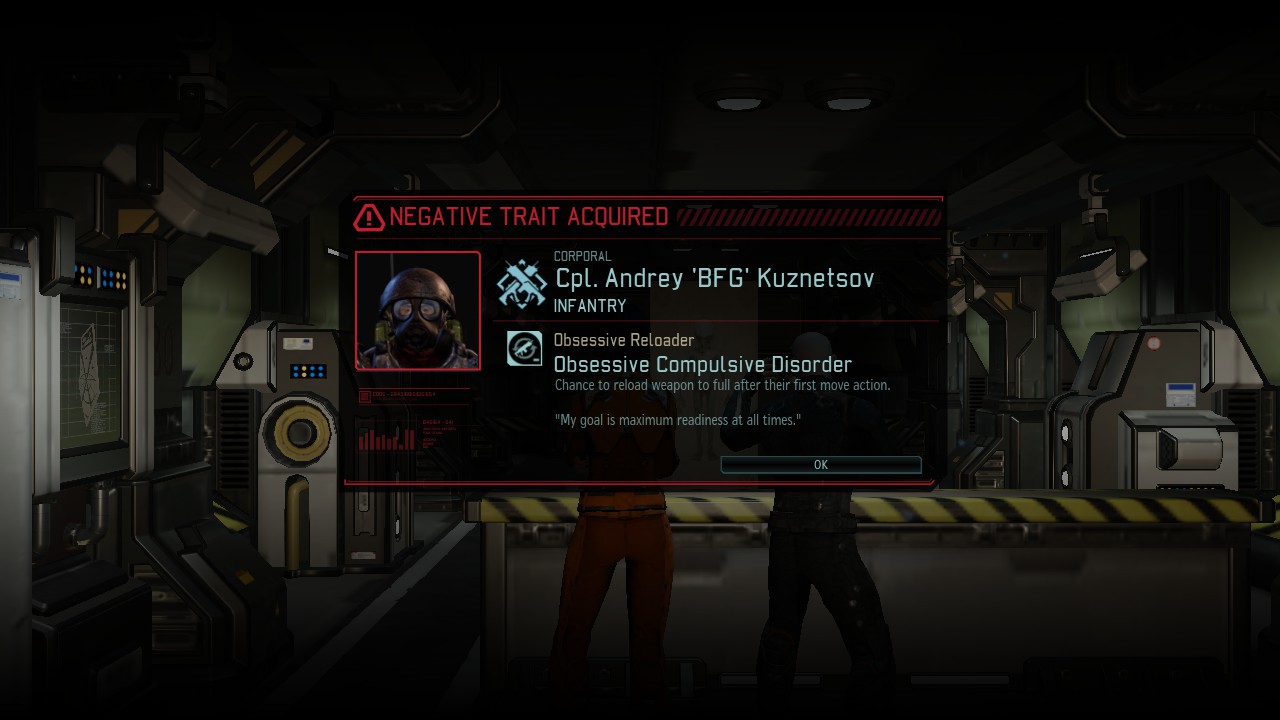 NEGATIVE TRAIT ACQUIRED
CORPORAL
Cpl. Andrey 'BFG' Kuznetsov
INFANTRY
Obsessive Reloader
Obsessive Compulsive Disorder
Chance to reload weapon to full after their first move action.
"My goal is maximum readiness at all times."
OK